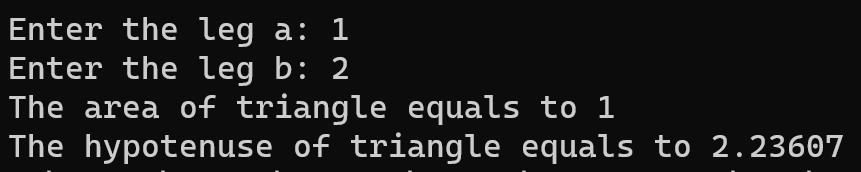 Enter the leg a: 1
Enter the leg b: 2
The area of triangle equals to 1
The hypotenuse of triangle equals to 2.23607